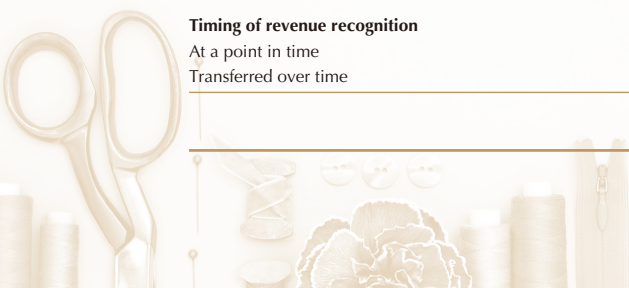 Timing of revenue recognition
At a point in time
Transferred over time